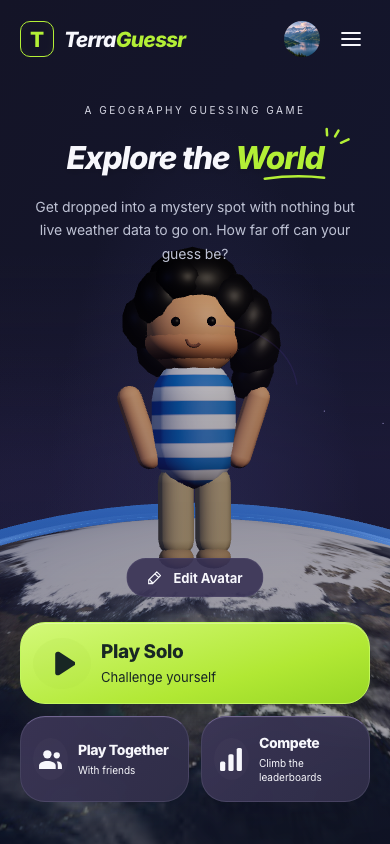 T TerraGuessr
A GEOGRAPHY GUESSING GAME
Explore the World
Get dropped into a mystery spot with nothing but
live weather data to go on. How far off can your
guess be?
Edit Avatar
Play Solo
Challenge yourself
Play Together
With friends
Compete
Climb the
leaderboards